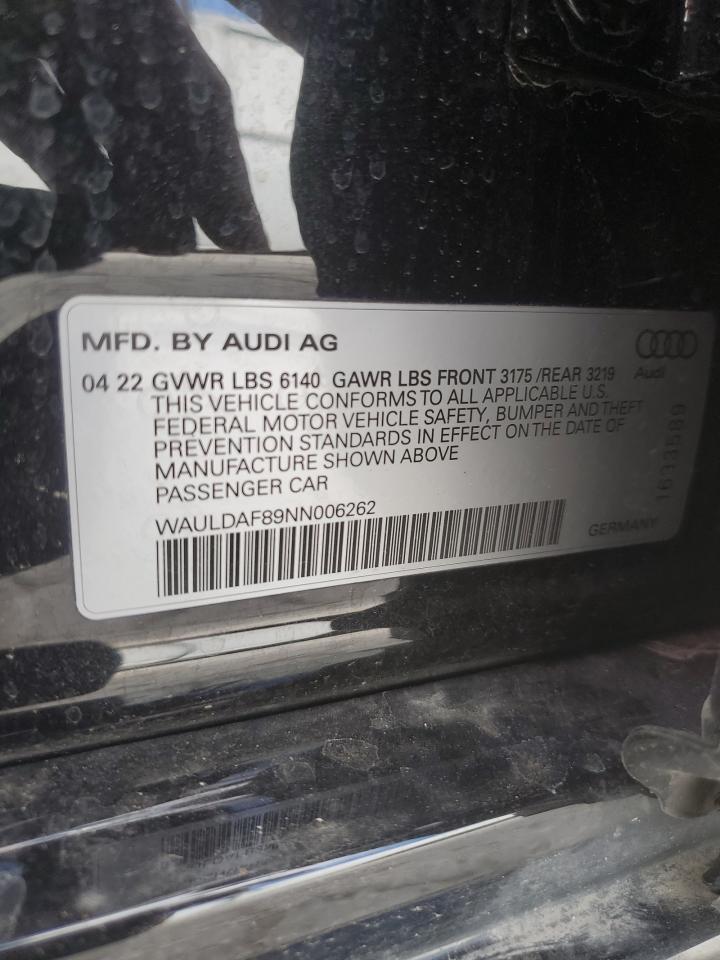 MFD. BY AUDI AG
04 22 GVWR LBS 6140 GAWR LBS FRONT 3175 /REAR 3219
Audi
THIS VEHICLE CONFORMS TO ALL APPLICABLE U.S.
FEDERAL MOTOR VEHICLE SAFETY, BUMPER AND THEFT
PREVENTION STANDARDS IN EFFECT ON THE DATE OF
MANUFACTURE SHOWN ABOVE
PASSENGER CAR
WAULDAF89NN006262
GERMANY
1633589